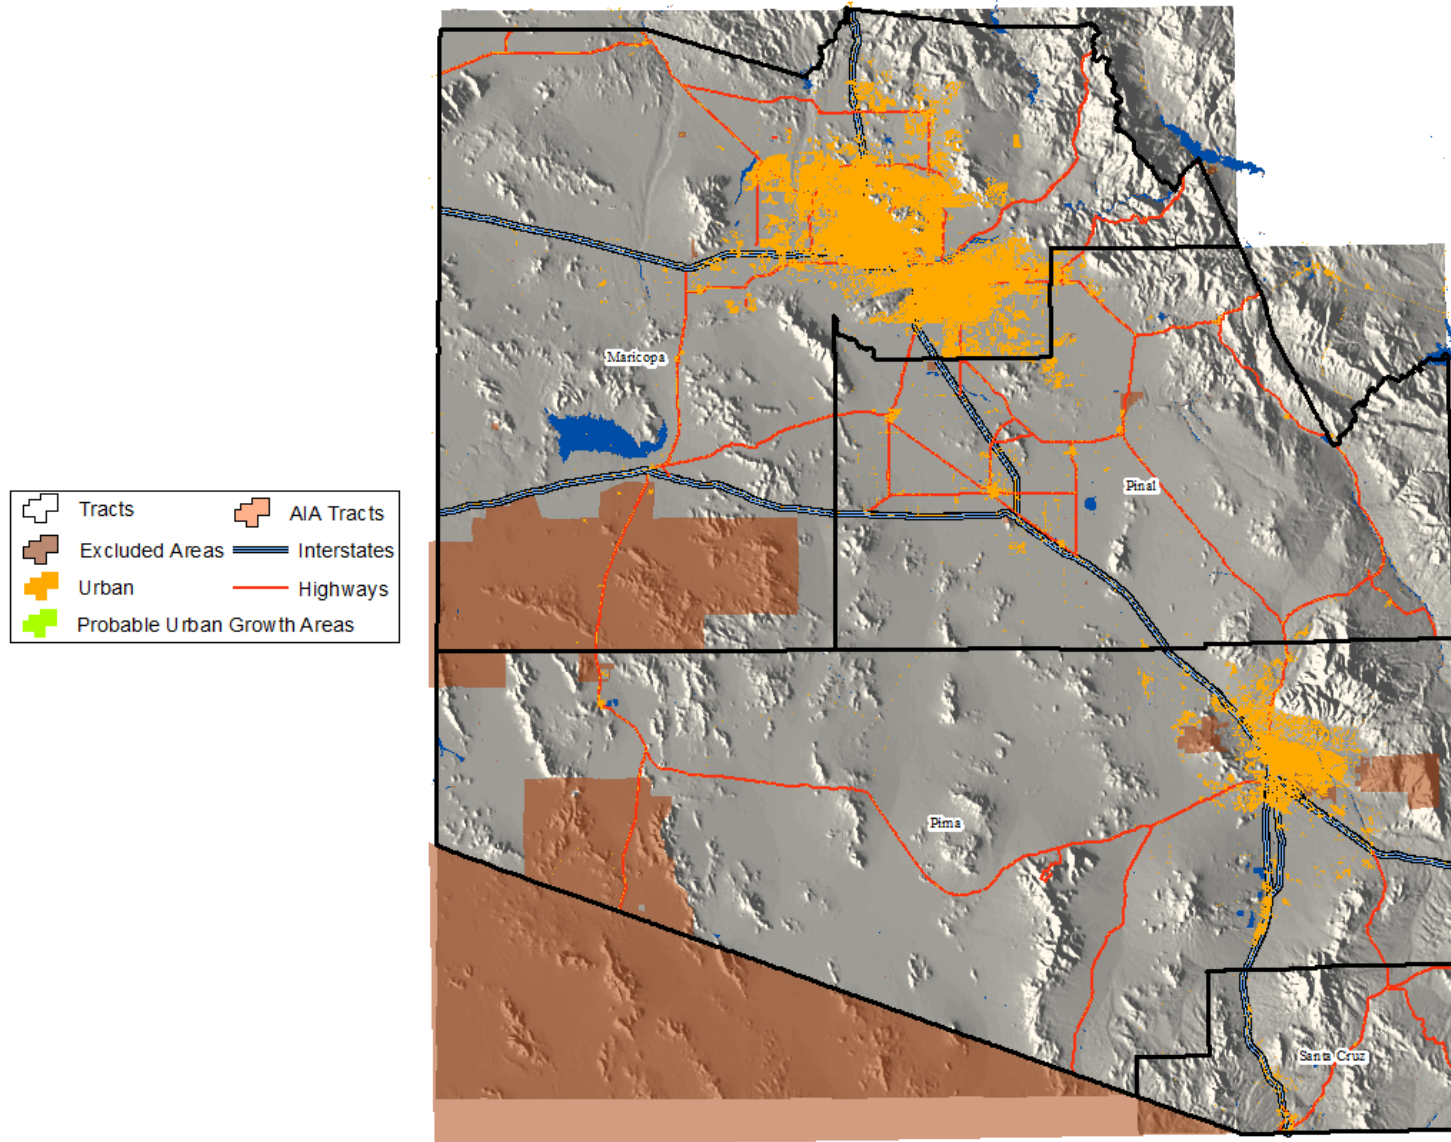 Maricopa
Pinal
Pima
Santa Cruz
Tracts
AIA Tracts
Excluded Areas
Interstates
Urban
Highways
Probable Urban Growth Areas